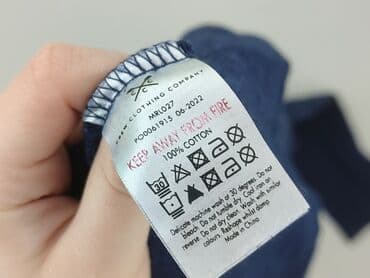 C C
CREW CLOTHING COMPANY
MRL027
PO0061915 06-2022
KEEP AWAY FROM FIRE
100% COTTON
30
Delicate machine wash at 30 degrees. Do not
bleach. Do not tumble dry. Cool iron on
reverse. Do not dry clean. Wash with similar
colours. Reshape whilst damp
Made in China